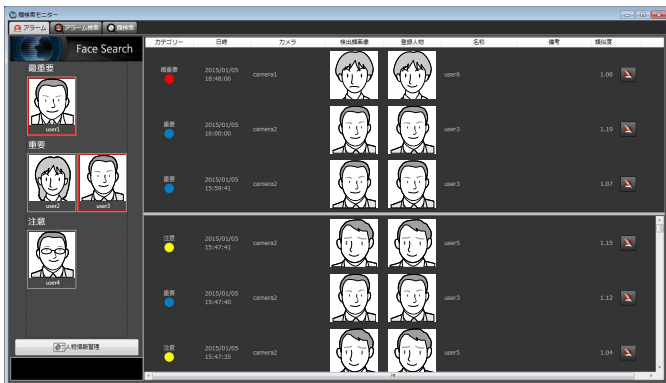 顔検索モニター
アラーム アラーム検索 顔検索
Face Search
最重要
user1
重要
user2 user3
注意
user4
人物情報管理
カテゴリー 日時 カメラ 検出顔画像 登録人物 名称 備考 類似度
最重要 2015/01/05 18:48:00 camera1 user6 1.06
重要 2015/01/05 16:00:00 camera2 user3 1.19
重要 2015/01/05 15:59:41 camera2 user3 1.07
注意 2015/01/05 15:47:41 camera2 user5 1.15
重要 2015/01/05 15:47:40 camera2 user3 1.12
注意 2015/01/05 15:47:35 camera2 user5 1.04